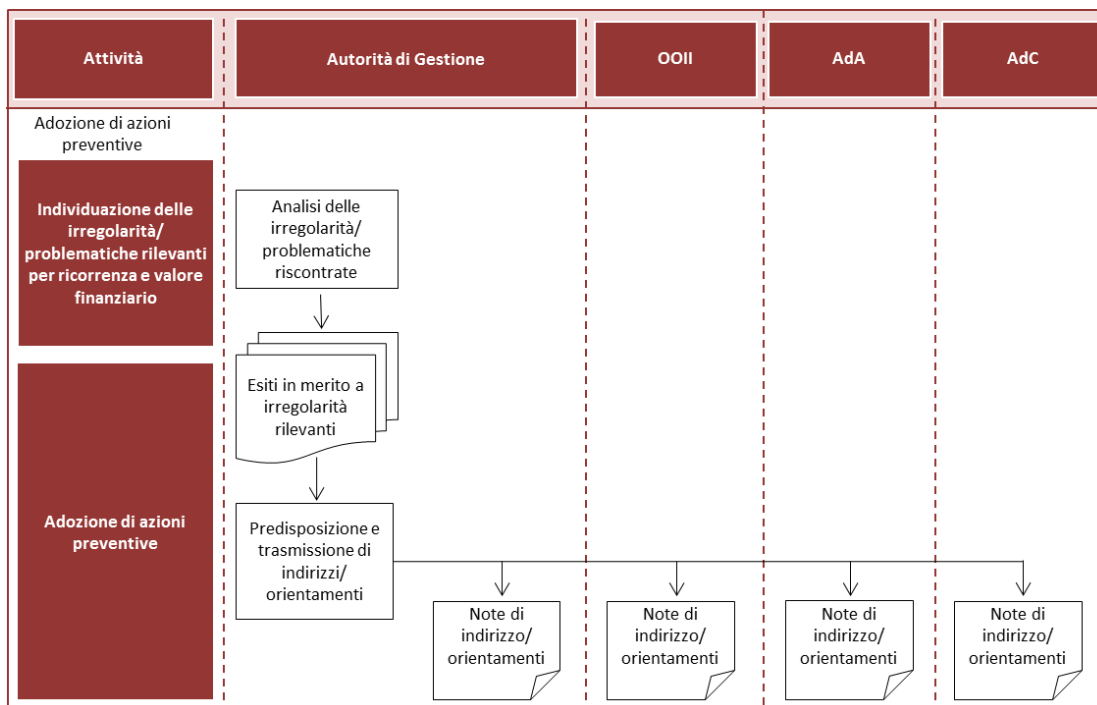 Attività
Autorità di Gestione
OOII
AdA
AdC
Adozione di azioni
preventive
Individuazione delle
irregolarità/
problematiche rilevanti
per ricorrenza e valore
finanziario
Analisi delle
irregolarità/
problematiche
riscontrate
Esiti in merito a
irregolarità
rilevanti
Adozione di azioni
preventive
Predisposizione e
trasmissione di
indirizzi/
orientamenti
Note di
indirizzo/
orientamenti
Note di
indirizzo/
orientamenti
Note di
indirizzo/
orientamenti
Note di
indirizzo/
orientamenti